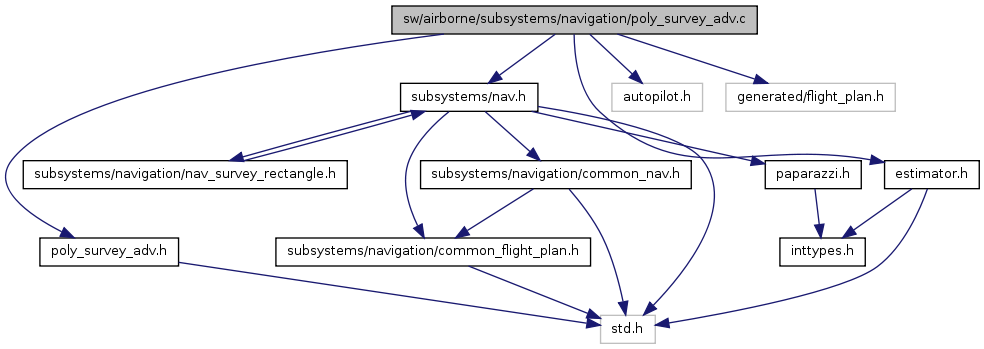 sw/airborne/subsystems/navigation/poly_survey_adv.c
subsystems/nav.h
autopilot.h
generated/flight_plan.h
subsystems/navigation/nav_survey_rectangle.h
subsystems/navigation/common_nav.h
paparazzi.h
estimator.h
poly_survey_adv.h
subsystems/navigation/common_flight_plan.h
inttypes.h
std.h